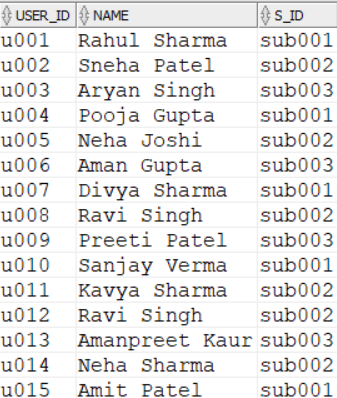 USER_ID NAME S_ID
u001 Rahul Sharma sub001
u002 Sneha Patel sub002
u003 Aryan Singh sub003
u004 Pooja Gupta sub001
u005 Neha Joshi sub002
u006 Aman Gupta sub003
u007 Divya Sharma sub001
u008 Ravi Singh sub002
u009 Preeti Patel sub003
u010 Sanjay Verma sub001
u011 Kavya Sharma sub002
u012 Ravi Singh sub002
u013 Amanpreet Kaur sub003
u014 Neha Sharma sub002
u015 Amit Patel sub001